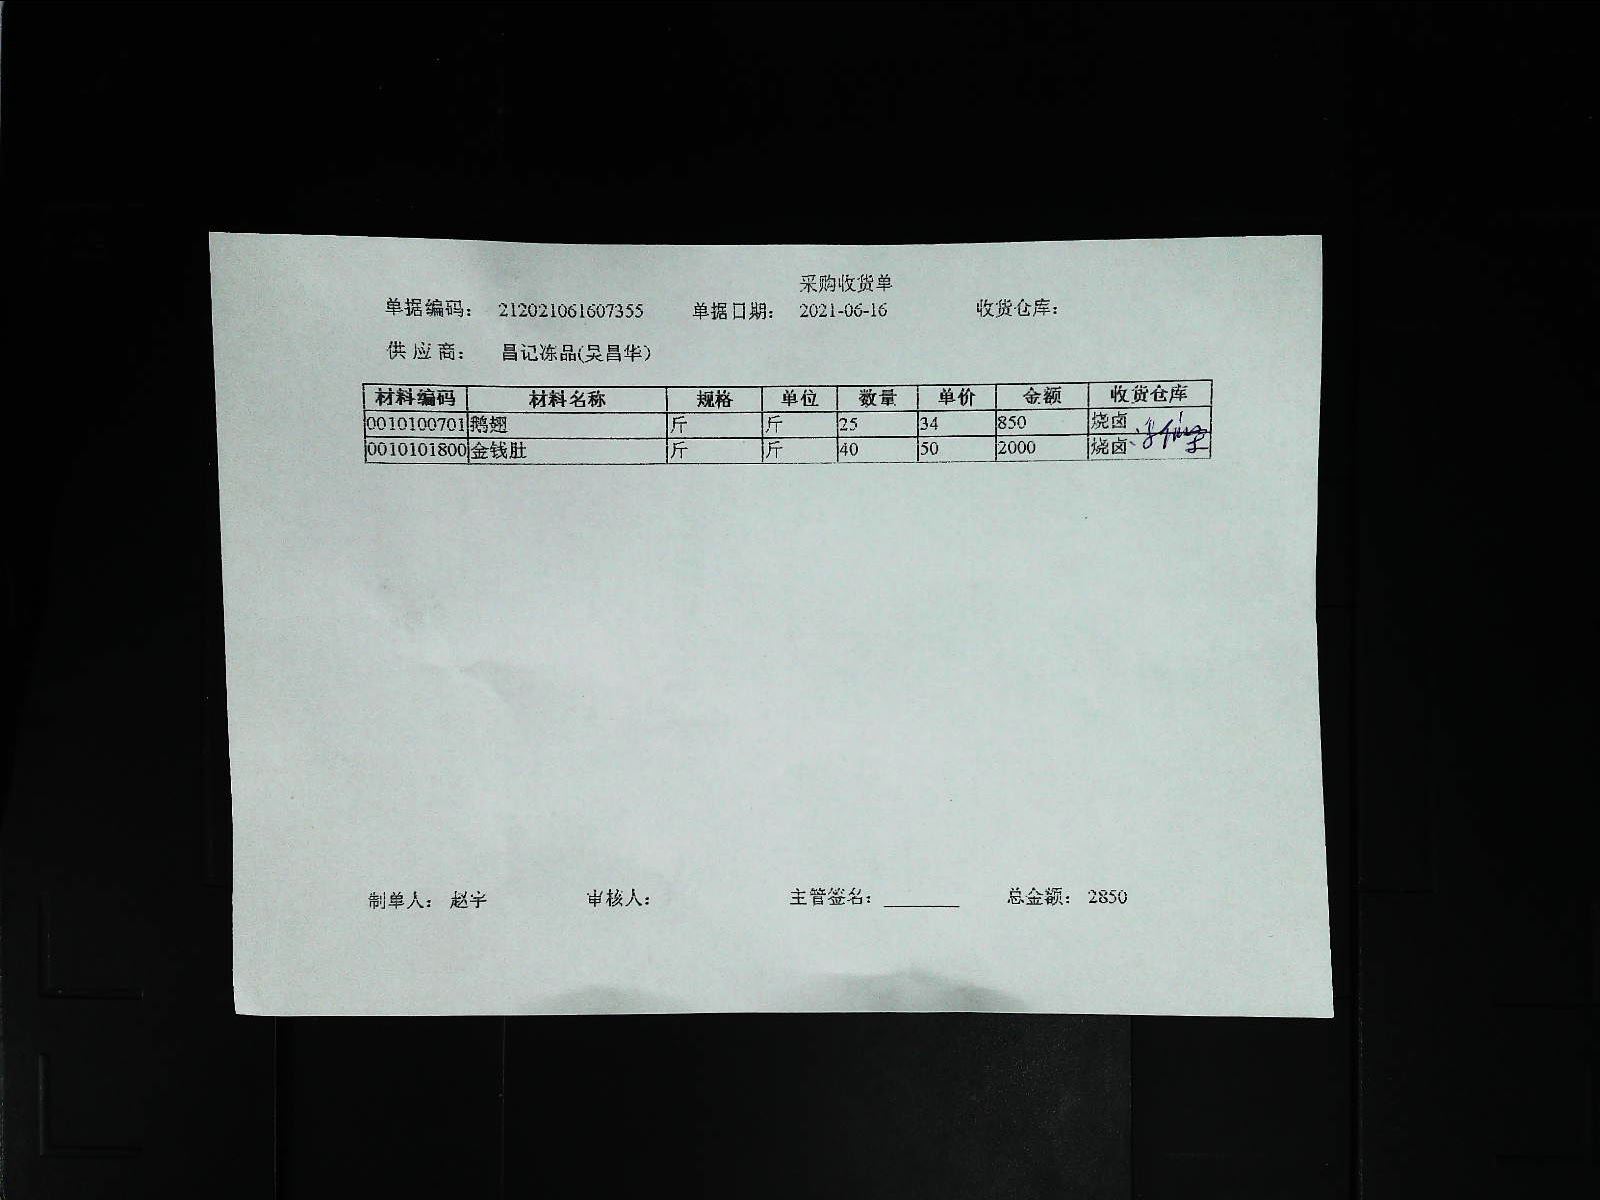 采购收货单
单据编码： 212021061607355 单据日期： 2021-06-16 收货仓库：
供应商： 昌记冻品(吴昌华)
材料编码 材料名称 规格 单位 数量 单价 金额 收货仓库
0010100701 鹅翅 斤 斤 25 34 850 烧卤
0010101800 金钱肚 斤 斤 40 50 2000 烧卤
制单人： 赵宇 审核人： 主管签名： 总金额： 2850